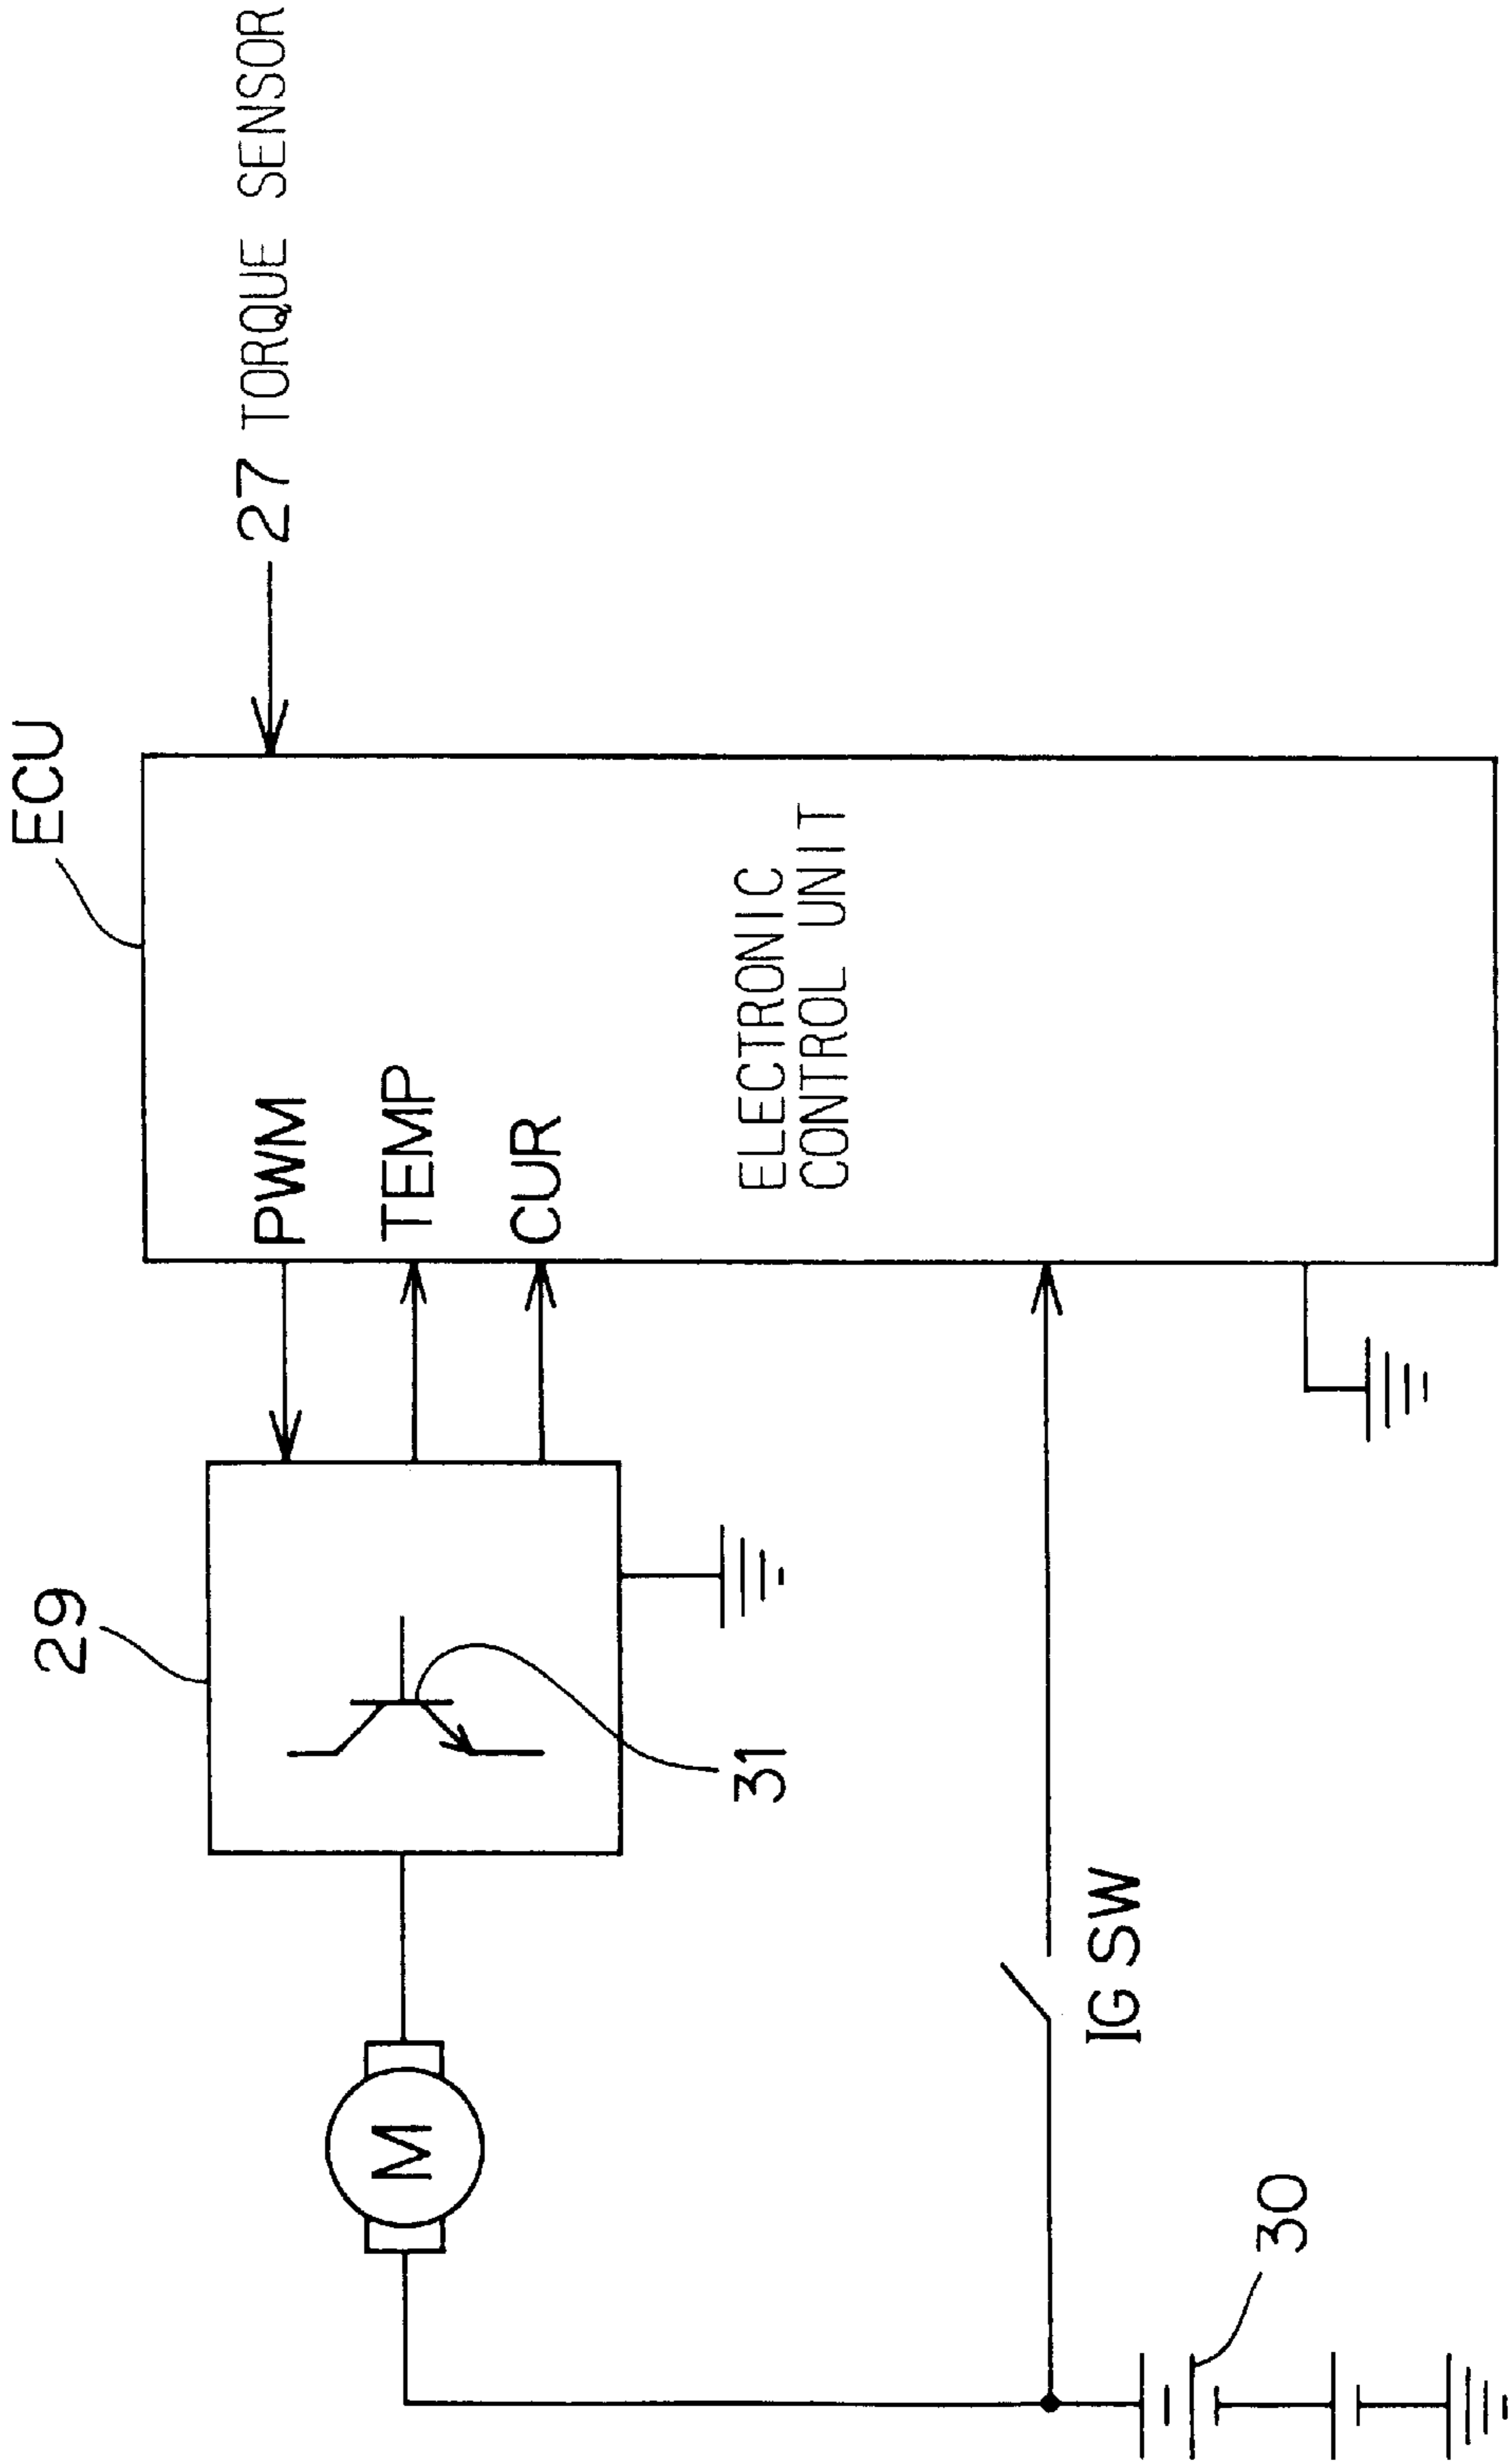 ECU
27 TORQUE SENSOR
29
PWM
TEMP
CUR
M
31
ELECTRONIC
CONTROL UNIT
IG SW
30